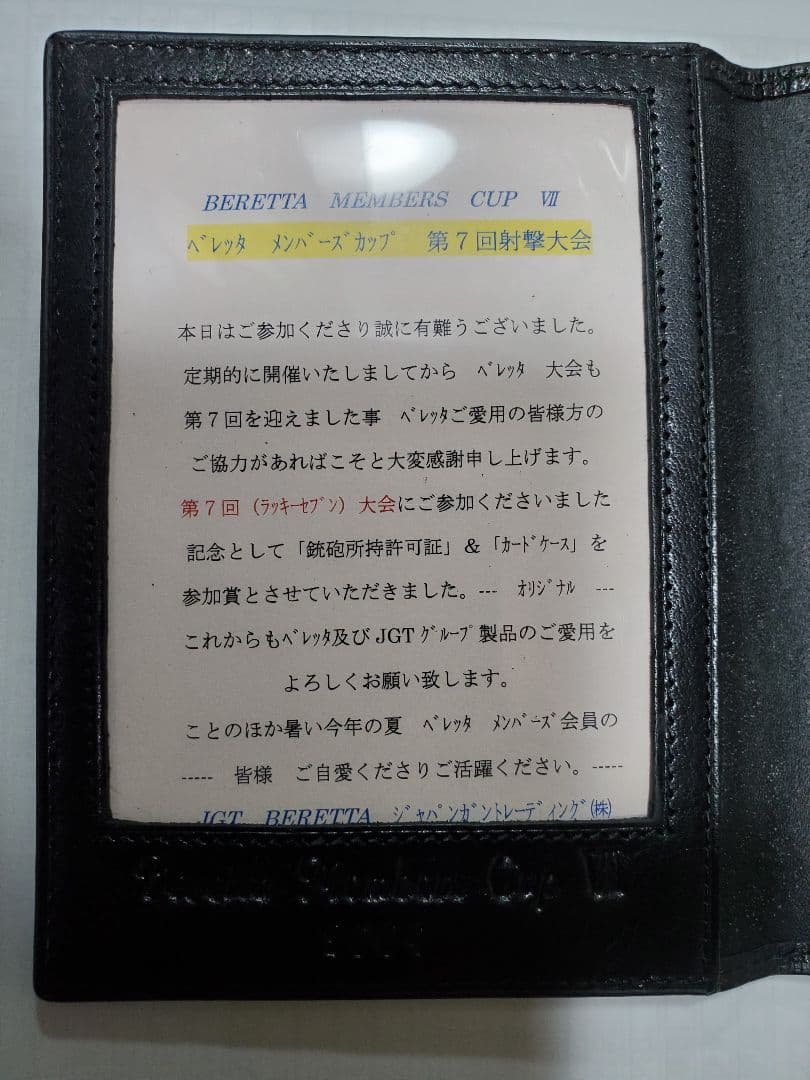 BERETTA MEMBERS CUP Ⅶ
ﾍﾞﾚｯﾀ ﾒﾝﾊﾞｰｽﾞｶｯﾌﾟ 第７回射撃大会
本日はご参加くださり誠に有難うございました。
定期的に開催いたしましてから ﾍﾞﾚｯﾀ 大会も
第７回を迎えました事 ﾍﾞﾚｯﾀご愛用の皆様方の
ご協力があればこそと大変感謝申し上げます。
第７回（ﾗｯｷｰｾﾌﾞﾝ）大会にご参加くださいました
記念として「銃砲所持許可証」＆「ｶｰﾄﾞｹｰｽ」を
参加賞とさせていただきました。--- ｵﾘｼﾞﾅﾙ ---
これからもﾍﾞﾚｯﾀ及びJGTｸﾞﾙｰﾌﾟ製品のご愛用を
よろしくお願い致します。
ことのほか暑い今年の夏 ﾍﾞﾚｯﾀ ﾒﾝﾊﾞｰｽﾞ会員の
----- 皆様 ご自愛くださりご活躍ください。-----
JGT BERETTA ｼﾞｬﾊﾟﾝｶﾞﾝﾄﾚｰﾃﾞｨﾝｸﾞ㈱
Beretta Members Cup Ⅶ